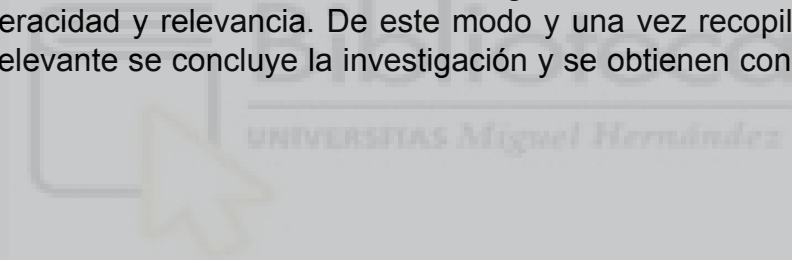 eracidad y relevancia. De este modo y una vez recopil
elevante se concluye la investigación y se obtienen con
Biblioteca
UNIVERSITAS Miguel Hernández